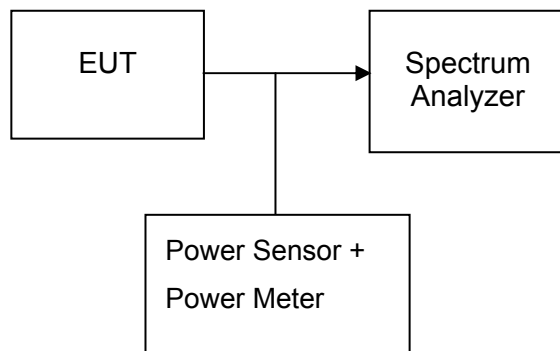 EUT
Spectrum
Analyzer
Power Sensor +
Power Meter